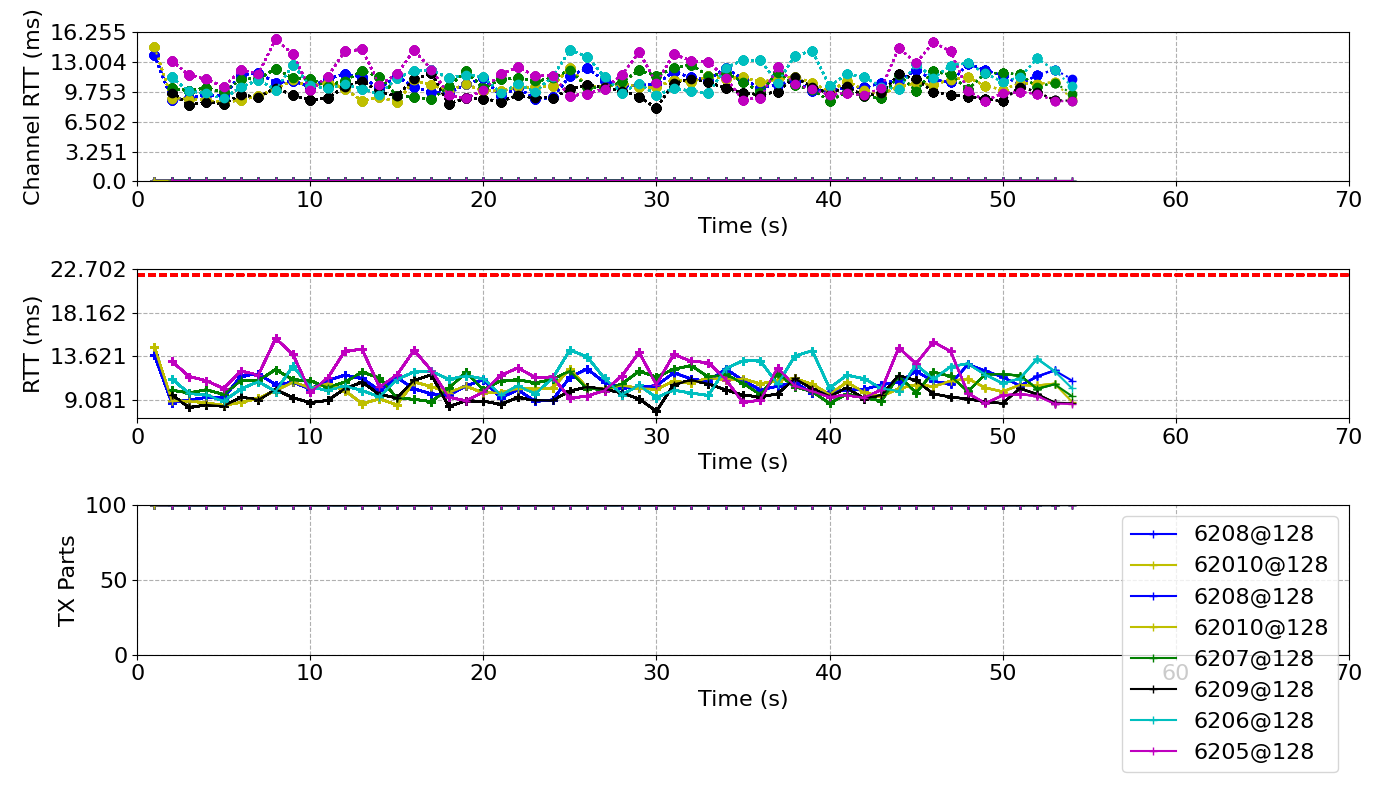 Channel RTT (ms)
16.255
13.004
9.753
6.502
3.251
0.0
0 10 20 30 40 50 60 70
Time (s)
RTT (ms)
22.702
18.162
13.621
9.081
0 10 20 30 40 50 60 70
Time (s)
TX Parts
100
50
0
0 10 20 30 40 50 60 70
Time (s)
6208@128
62010@128
6208@128
62010@128
6207@128
6209@128
6206@128
6205@128